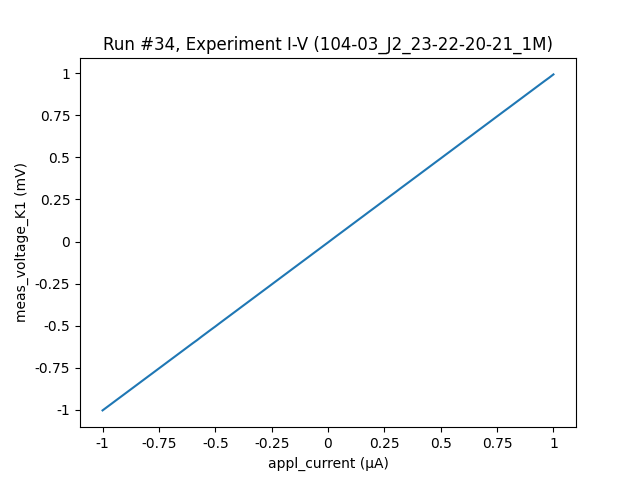 Run #34, Experiment I-V (104-03_J2_23-22-20-21_1M)
meas_voltage_K1 (mV)
1
0.75
0.5
0.25
0
-0.25
-0.5
-0.75
-1
-1 -0.75 -0.5 -0.25 0 0.25 0.5 0.75 1
appl_current (μA)